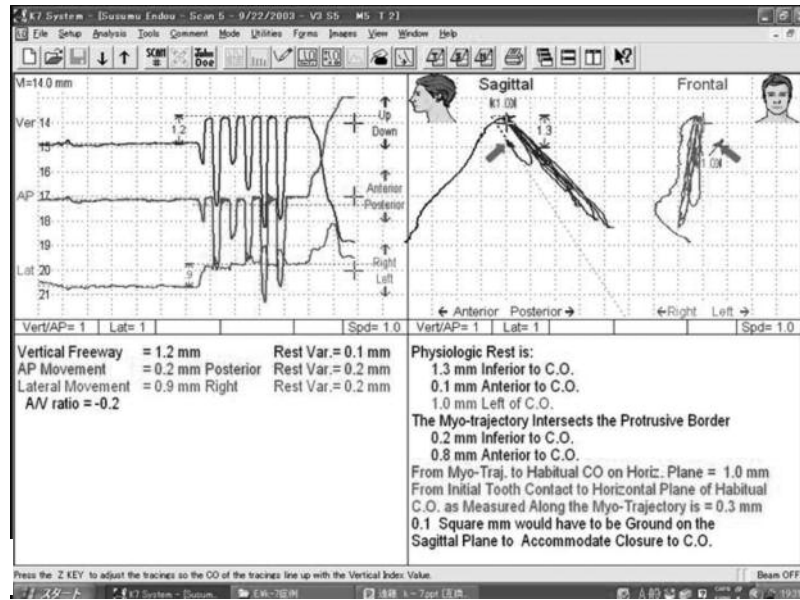 K7 System - [Susumu Endou - Scan 5 - 9/22/2003 - V3 S5 M5 T 2]
File Setup Analysis Tools Comment Mode Utilities Forms Images View Window Help
SCAN #
John Doe
VI=14.0 mm
Ver 14
15
16
AP 17
18
19
Lat 20
21
1.2
.9
Up
Down
Anterior
Posterior
Right
Left
Sagittal
Frontal
1.3
← Anterior Posterior →
←Right Left →
Vert/AP= 1 Lat= 1 Spd= 1.0
Vert/AP= 1 Lat= 1 Spd= 1.0
Vertical Freeway = 1.2 mm Rest Var.= 0.1 mm
AP Movement = 0.2 mm Posterior Rest Var.= 0.2 mm
Lateral Movement = 0.9 mm Right Rest Var.= 0.2 mm
A/V ratio = -0.2
Physiologic Rest is:
1.3 mm Inferior to C.O.
0.1 mm Anterior to C.O.
1.0 mm Left of C.O.
The Myo-trajectory Intersects the Protrusive Border
0.2 mm Inferior to C.O.
0.8 mm Anterior to C.O.
From Myo-Traj. to Habitual CO on Horiz. Plane = 1.0 mm
From Initial Tooth Contact to Horizontal Plane of Habitual
C.O. as Measured Along the Myo-Trajectory is = 0.3 mm
0.1 Square mm would have to be Ground on the
Sagittal Plane to Accommodate Closure to C.O.
Press the Z KEY to adjust the tracings so the CO of the tracings line up with the Vertical Index Value.
Beam OFF
スタート
K7 System - [Susum...